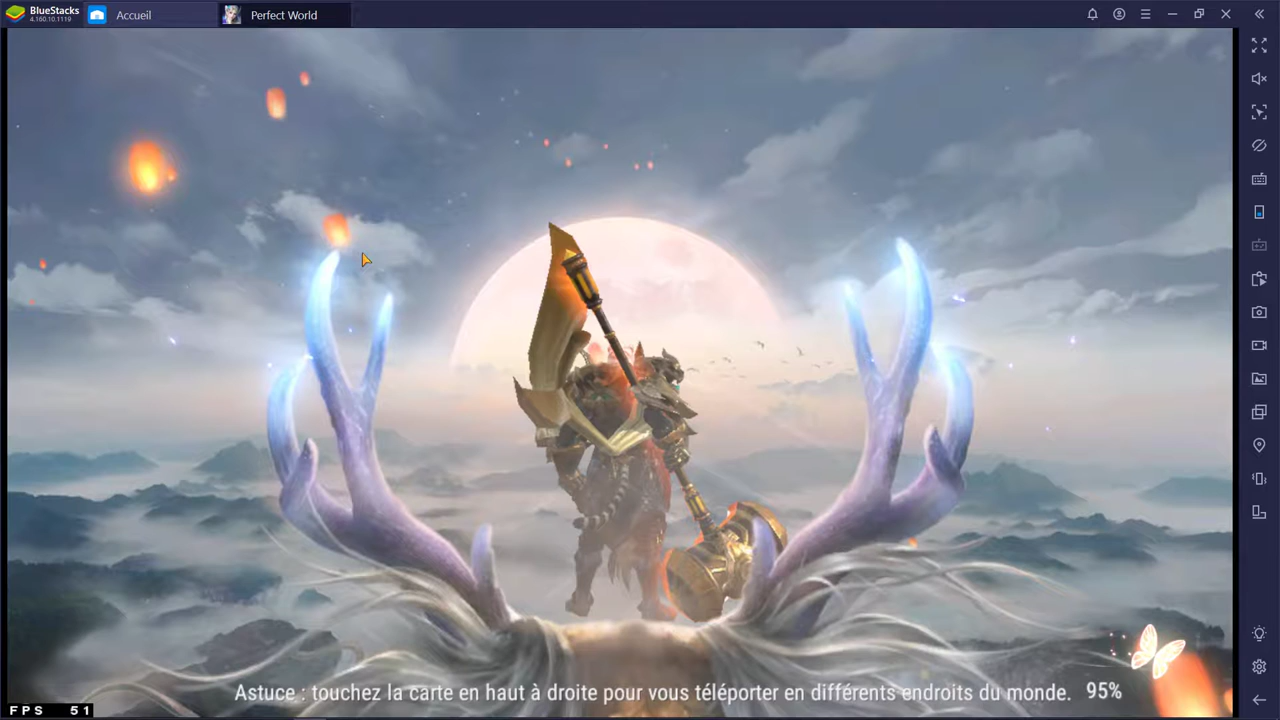 BlueStacks
4.160.10.1119
Accueil
Perfect World
Astuce : touchez la carte en haut à droite pour vous téléporter en différents endroits du monde. 95%
FPS 51